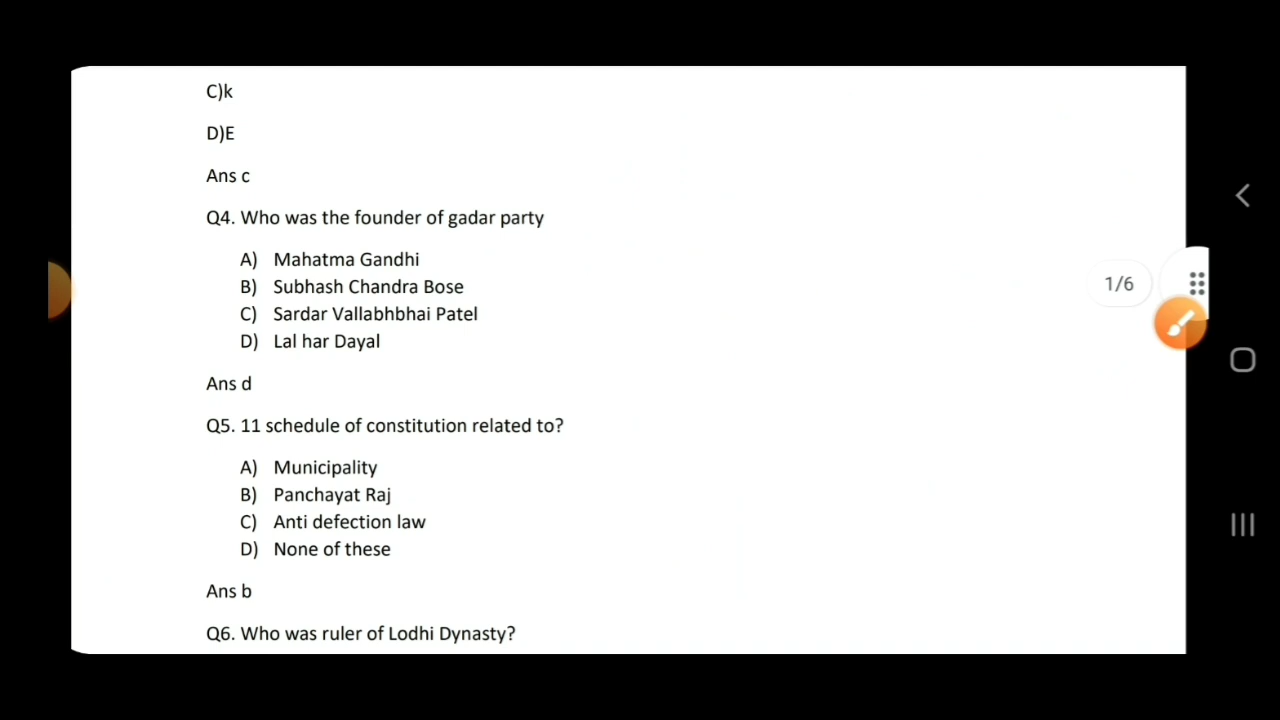 C)k
D)E
Ans c
Q4. Who was the founder of gadar party
A) Mahatma Gandhi
B) Subhash Chandra Bose
C) Sardar Vallabhbhai Patel
D) Lal har Dayal
Ans d
Q5. 11 schedule of constitution related to?
A) Municipality
B) Panchayat Raj
C) Anti defection law
D) None of these
Ans b
Q6. Who was ruler of Lodhi Dynasty?
1/6